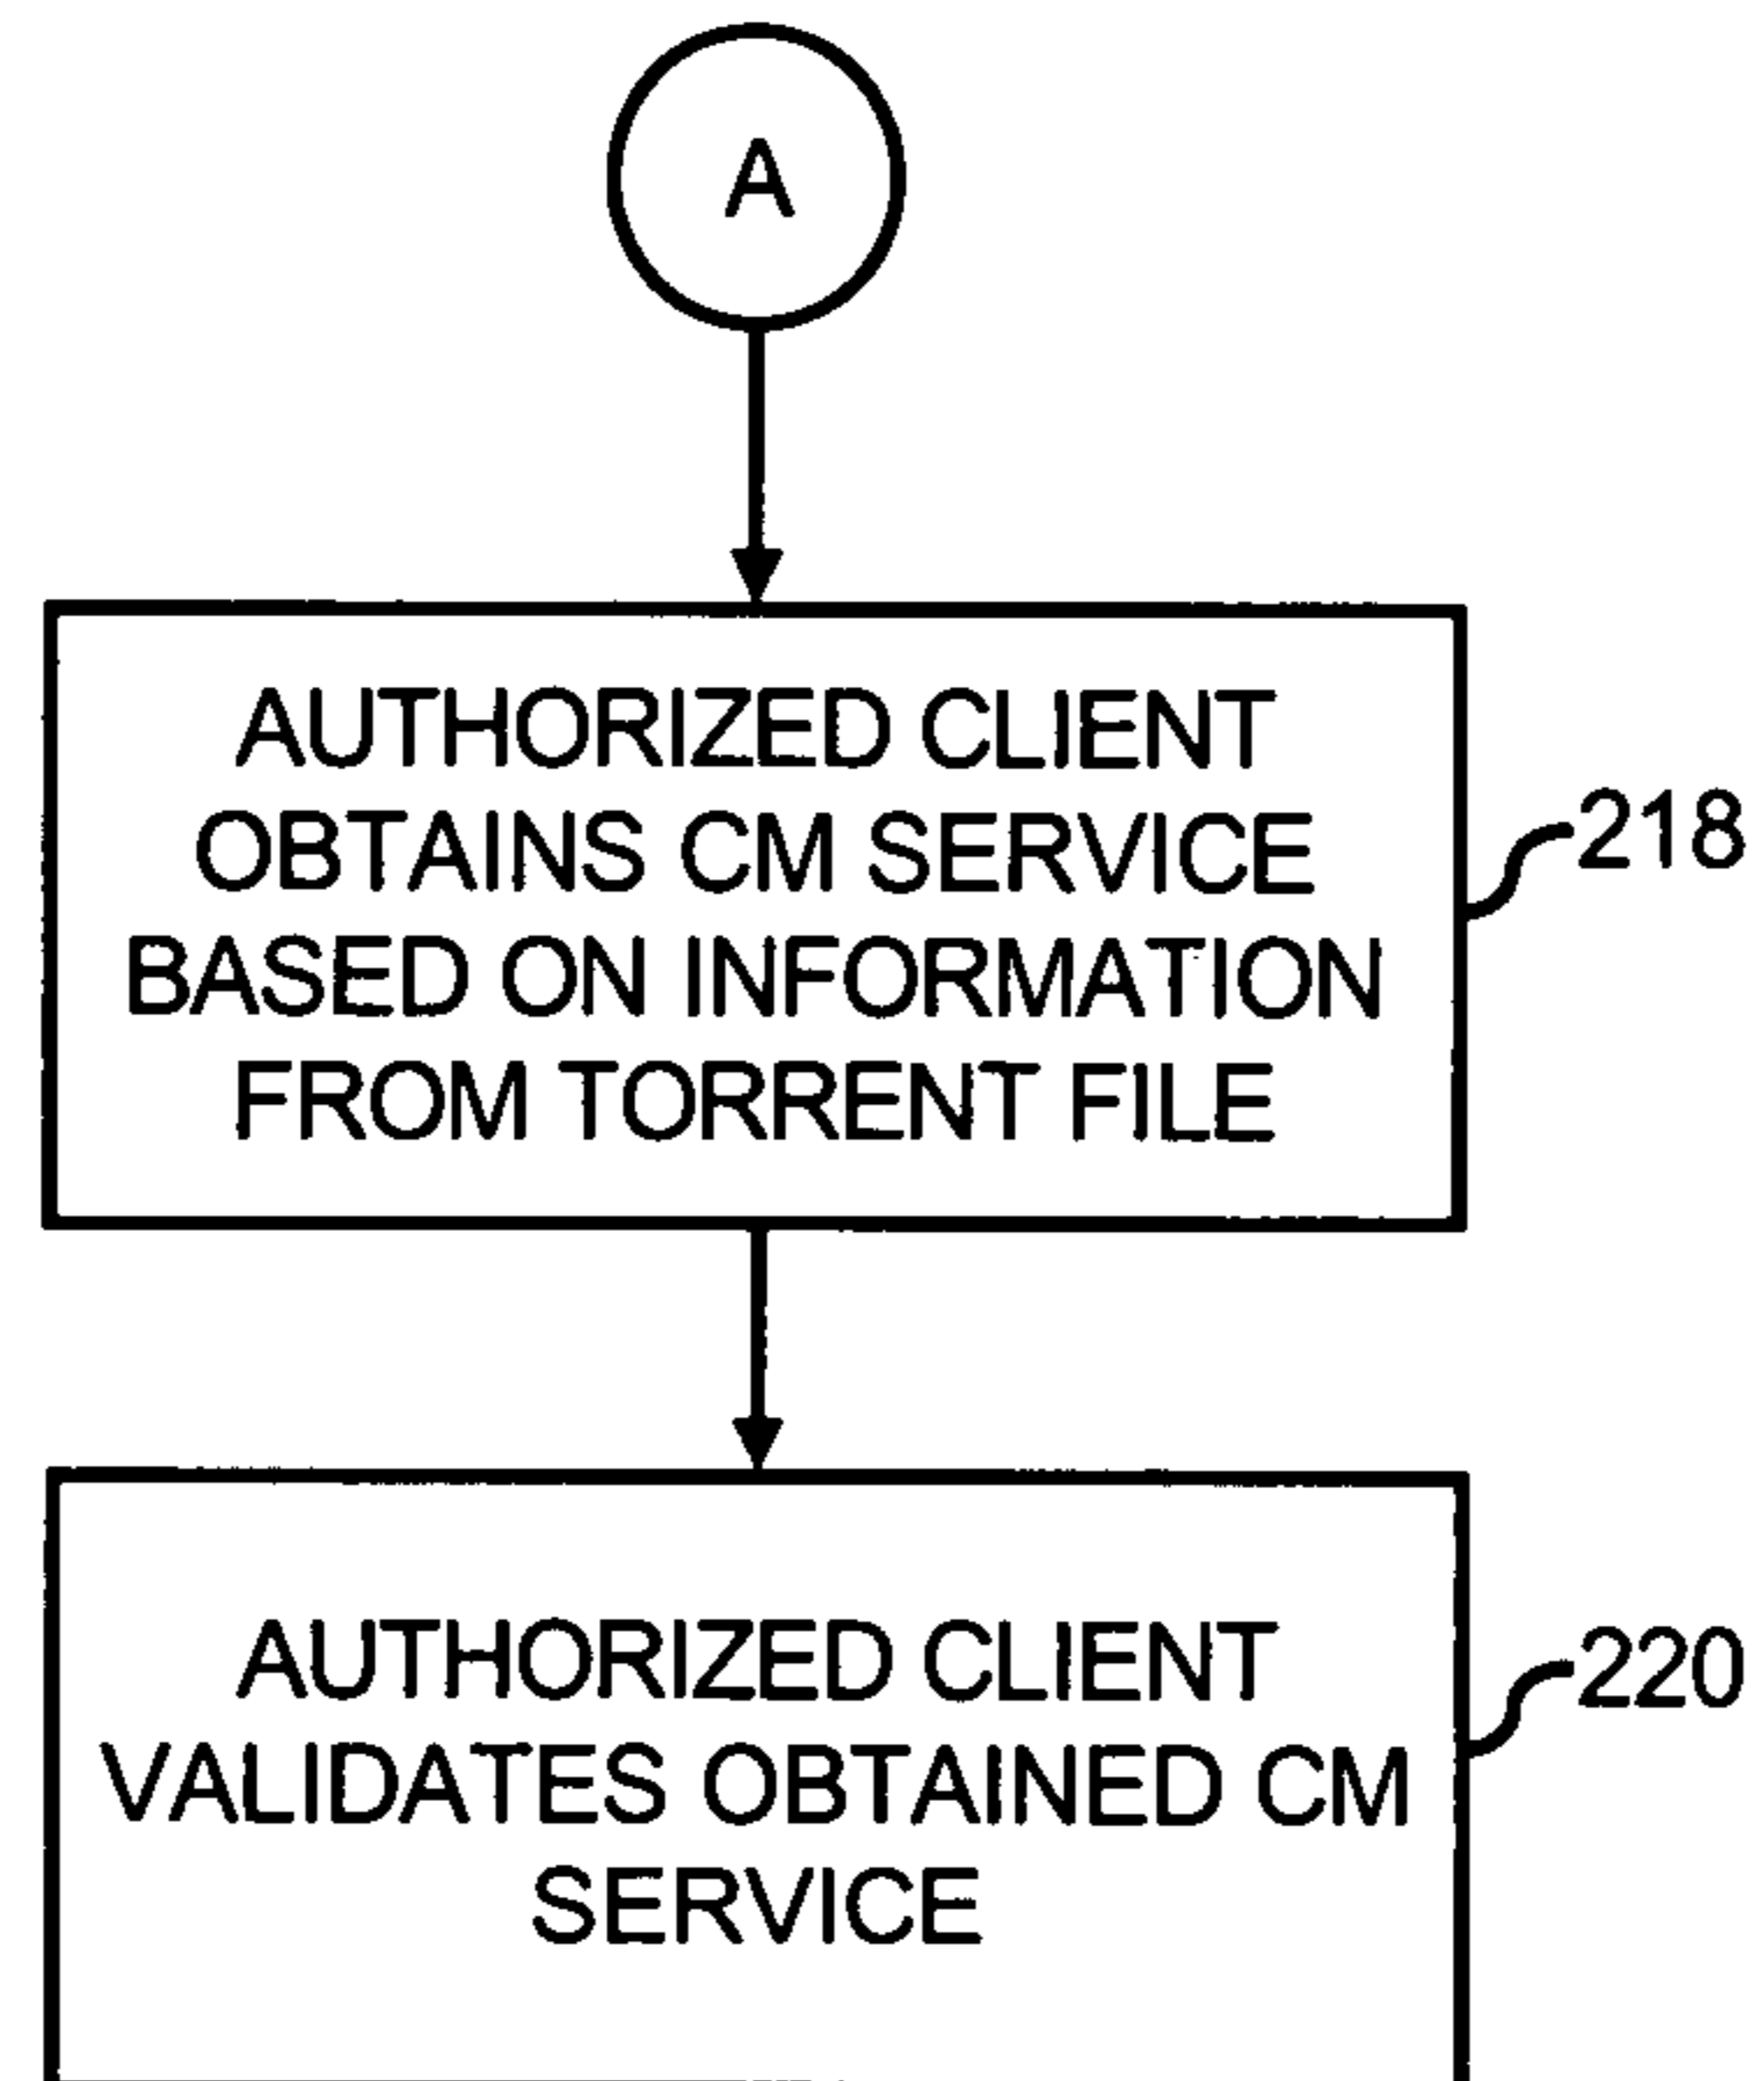 A
AUTHORIZED CLIENT
OBTAINS CM SERVICE
BASED ON INFORMATION
FROM TORRENT FILE
218
AUTHORIZED CLIENT
VALIDATES OBTAINED CM
SERVICE
220